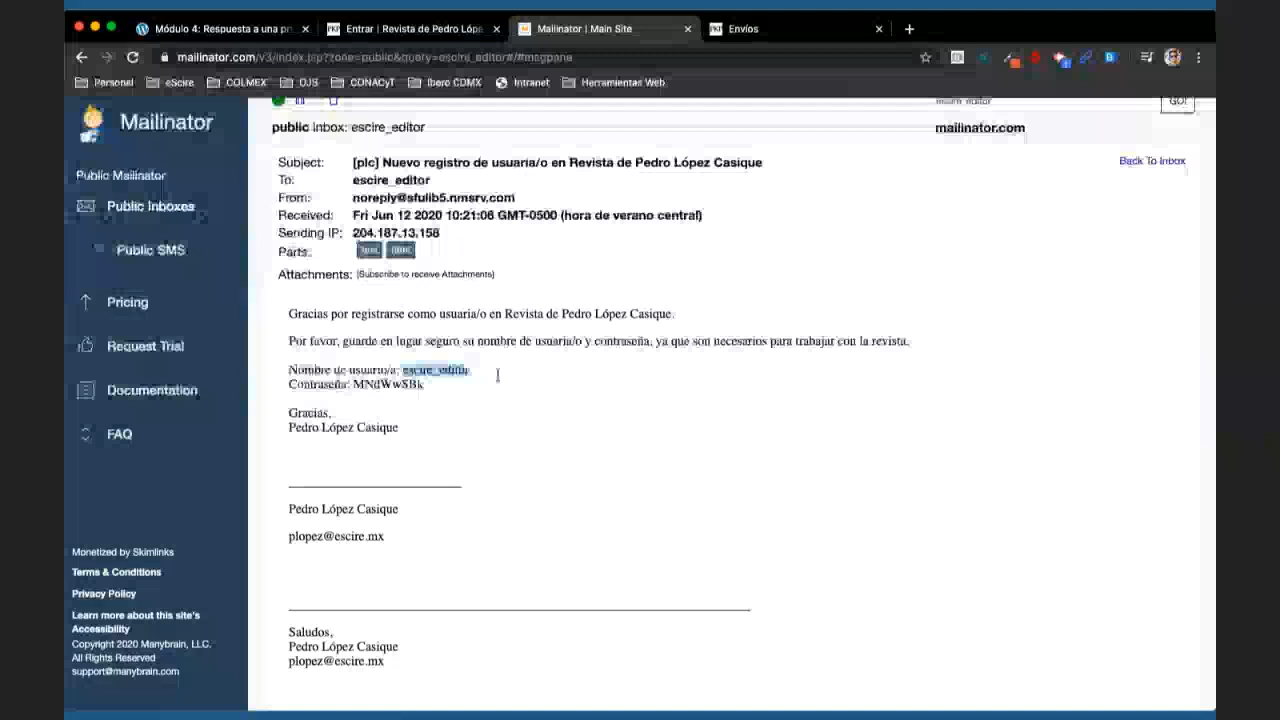 Módulo 4: Respuesta a una pr
Entrar | Revista de Pedro Lópe
Mailinator | Main Site
Envíos
mailinator.com/v3/index.jsp?zone=public&query=escire_editor#/#msgpane
Personal
eScire
COLMEX
OJS
CONACyT
Ibero CDMX
Intranet
Herramientas Web
Mailinator
GO!
public Inbox: escire_editor
mailinator.com
Subject: [plc] Nuevo registro de usuaria/o en Revista de Pedro López Casique
Back To Inbox
To: escire_editor
From: noreply@sfulib5.nmsrv.com
Received: Fri Jun 12 2020 10:21:06 GMT-0500 (hora de verano central)
Sending IP: 204.187.13.158
Parts:
Attachments: (Subscribe to receive Attachments)
Public Mailinator
Public Inboxes
Public SMS
Pricing
Request Trial
Documentation
FAQ
Gracias por registrarse como usuaria/o en Revista de Pedro López Casique.
Por favor, guarde en lugar seguro su nombre de usuaria/o y contraseña, ya que son necesarios para trabajar con la revista.
Nombre de usuario/a: escire_editor
Contraseña: MNdWwSBk
Gracias,
Pedro López Casique
Pedro López Casique
plopez@escire.mx
Saludos,
Pedro López Casique
plopez@escire.mx
Monetized by Skimlinks
Terms & Conditions
Privacy Policy
Learn more about this site's
Accessibility
Copyright 2020 Manybrain, LLC.
All Rights Reserved
support@manybrain.com